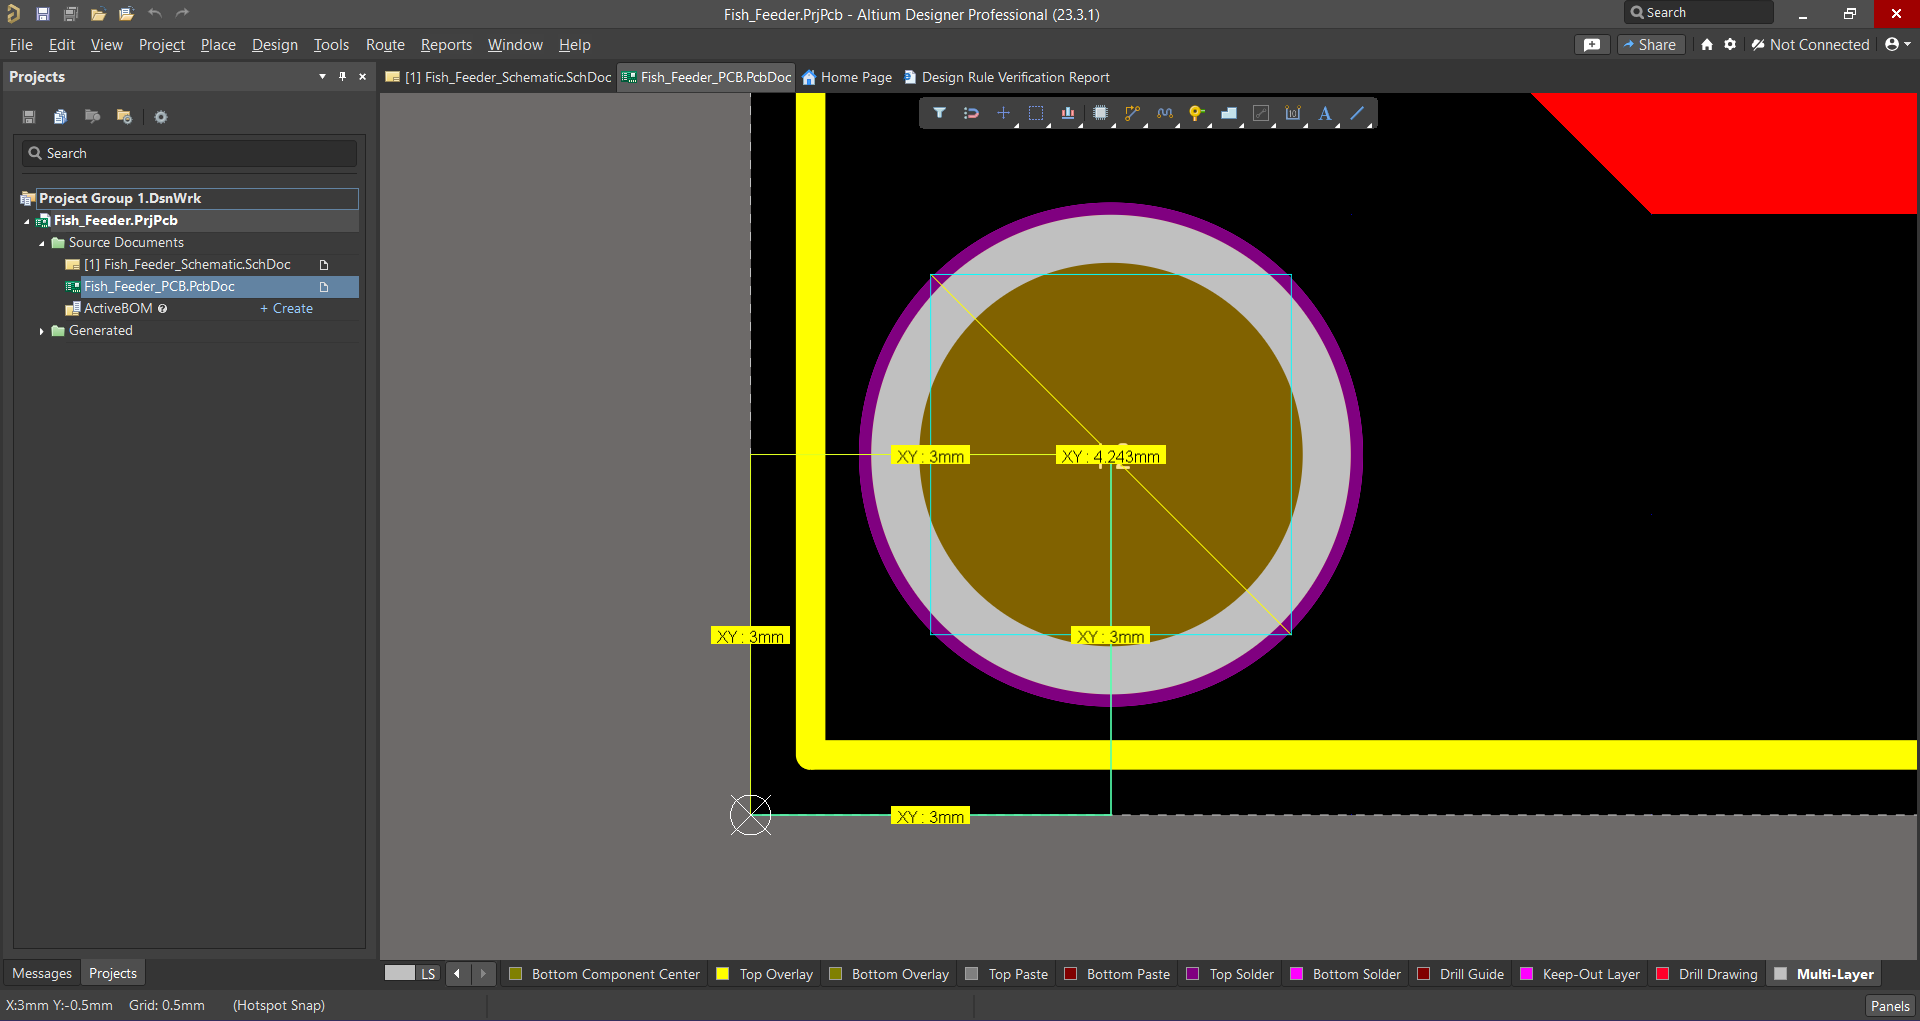 Fish_Feeder.PrjPcb - Altium Designer Professional (23.3.1)
Search
File Edit View Project Place Design Tools Route Reports Window Help
Share
Not Connected
Projects
[1] Fish_Feeder_Schematic.SchDoc
Fish_Feeder_PCB.PcbDoc
Home Page
Design Rule Verification Report
Search
Project Group 1.DsnWrk
Fish_Feeder.PrjPcb
Source Documents
[1] Fish_Feeder_Schematic.SchDoc
Fish_Feeder_PCB.PcbDoc
ActiveBOM
+ Create
Generated
XY : 3mm
XY : 4.243mm
XY : 3mm
XY : 3mm
XY : 3mm
Messages
Projects
LS
Bottom Component Center
Top Overlay
Bottom Overlay
Top Paste
Bottom Paste
Top Solder
Bottom Solder
Drill Guide
Keep-Out Layer
Drill Drawing
Multi-Layer
X:3mm Y:-0.5mm Grid: 0.5mm (Hotspot Snap)
Panels